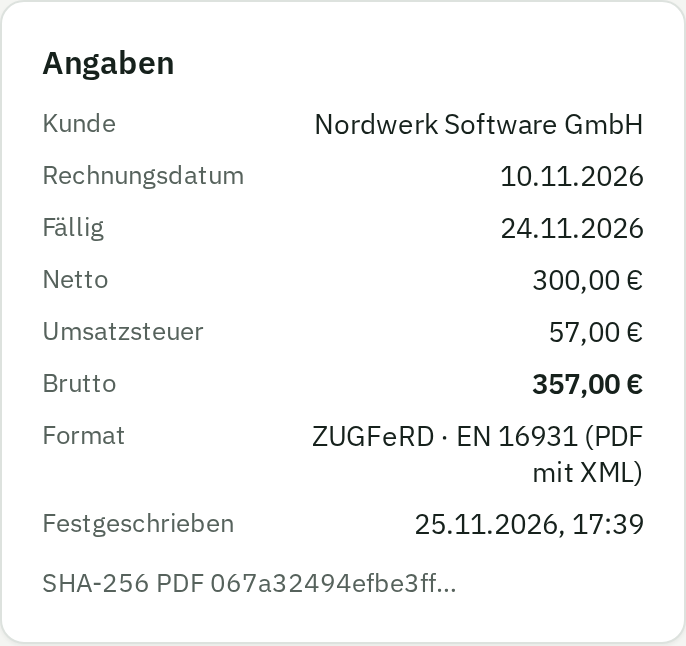 Angaben
Kunde Nordwerk Software GmbH
Rechnungsdatum 10.11.2026
Fällig 24.11.2026
Netto 300,00 €
Umsatzsteuer 57,00 €
Brutto 357,00 €
Format ZUGFeRD · EN 16931 (PDF
mit XML)
Festgeschrieben 25.11.2026, 17:39
SHA-256 PDF 067a32494efbe3ff…